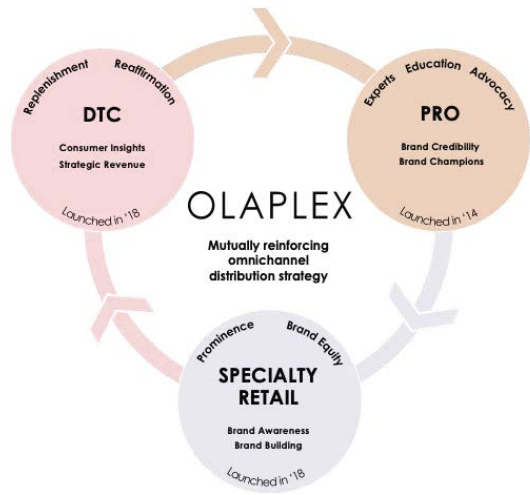 Replenishment
Reaffirmation
DTC
Consumer Insights
Strategic Revenue
Launched in ‘18
Experts Education Advocacy
PRO
Brand Credibility
Brand Champions
Launched in ‘14
OLAPLEX
Mutually reinforcing
omnichannel
distribution strategy
Prominence
Brand Equity
SPECIALTY
RETAIL
Brand Awareness
Brand Building
Launched in ‘18